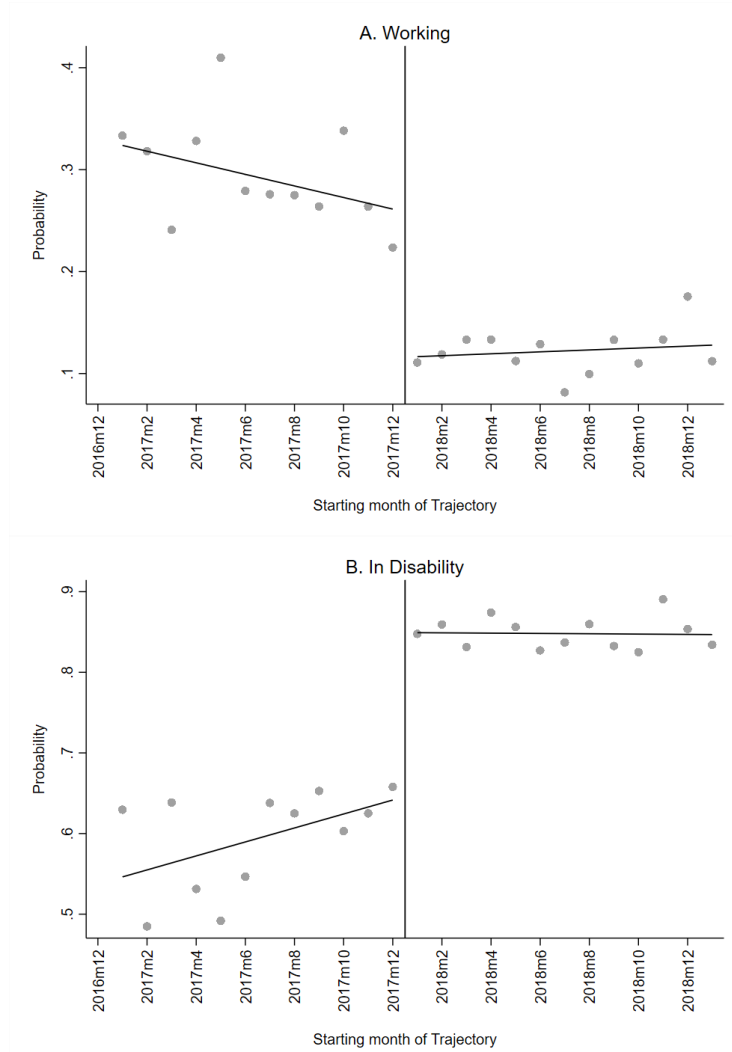 A. Working
Probability
.4
.3
.2
.1
2016m12
2017m2
2017m4
2017m6
2017m8
2017m10
2017m12
2018m2
2018m4
2018m6
2018m8
2018m10
2018m12
Starting month of Trajectory
B. In Disability
Probability
.9
.8
.7
.6
.5
2016m12
2017m2
2017m4
2017m6
2017m8
2017m10
2017m12
2018m2
2018m4
2018m6
2018m8
2018m10
2018m12
Starting month of Trajectory